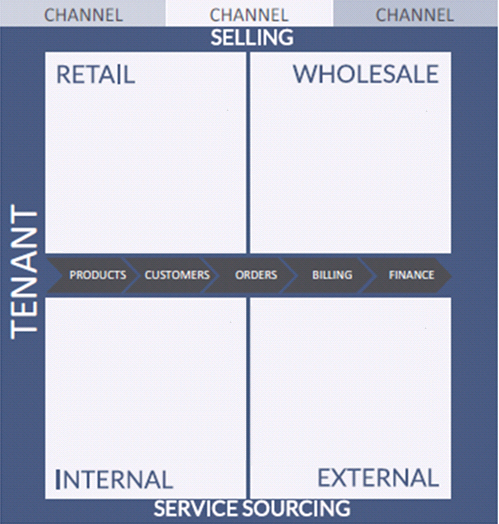 CHANNEL CHANNEL CHANNEL
SELLING
RETAIL WHOLESALE
TENANT
PRODUCTS CUSTOMERS ORDERS BILLING FINANCE
INTERNAL EXTERNAL
SERVICE SOURCING